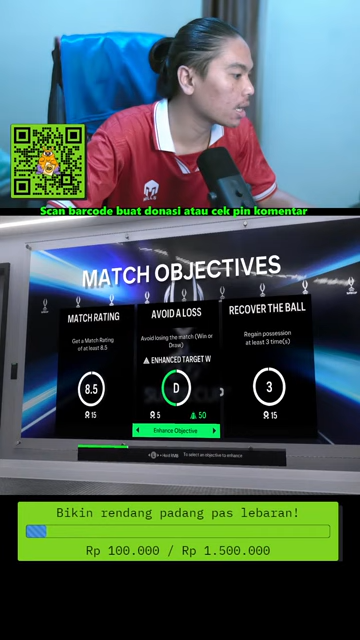 Scan barcode buat donasi atau cek pin komentar
MATCH OBJECTIVES
MATCH RATING
Get a Match Rating
of at least 8.5
8.5
15
AVOID A LOSS
Avoid losing the match (Win or
Draw)
ENHANCED TARGET W
D
5
50
Enhance Objective
RECOVER THE BALL
Regain possession
at least 3 time(s)
3
15
To select an objective to enhance
Bikin rendang padang pas lebaran!
Rp 100.000 / Rp 1.500.000